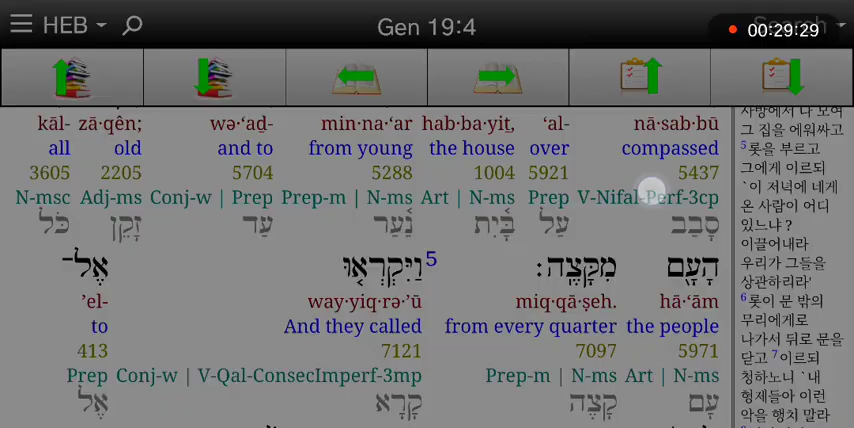 HEB
Gen 19:4
00:29:29
kāl- zā·qên; wə·‘aḏ- min·na·‘ar hab·ba·yiṯ, ‘al- nā·sab·bū
all old and to from young the house over compassed
3605 2205 5704 5288 1004 5921 5437
N-msc Adj-ms Conj-w | Prep Prep-m | N-ms Art | N-ms Prep V-Nifal-Perf-3cp
סָבַב עַל בַּיִת נַעַר עַד זָקֵן כֹּל
הָעָם מִקָּצֶה׃ 5 וַיִּקְרְאוּ אֶל־
’el- way·yiq·rə·’ū miq·qā·ṣeh. hā·‘ām
to And they called from every quarter the people
413 7121 7097 5971
Prep Conj-w | V-Qal-ConsecImperf-3mp Prep-m | N-ms Art | N-ms
עָם קָצֶה קָרָא אֶל
사방에서 다 모여
그 집을 에워싸고
5 롯을 부르고
그에게 이르되
`이 저녁에 네게
온 사람이 어디
있느냐 ?
이끌어내라
우리가 그들을
상관하리라'
6 롯이 문 밖의
무리에게로
나가서 뒤로 문을
닫고 7 이르되
청하노니 `내
형제들아 이런
악을 행치 말라